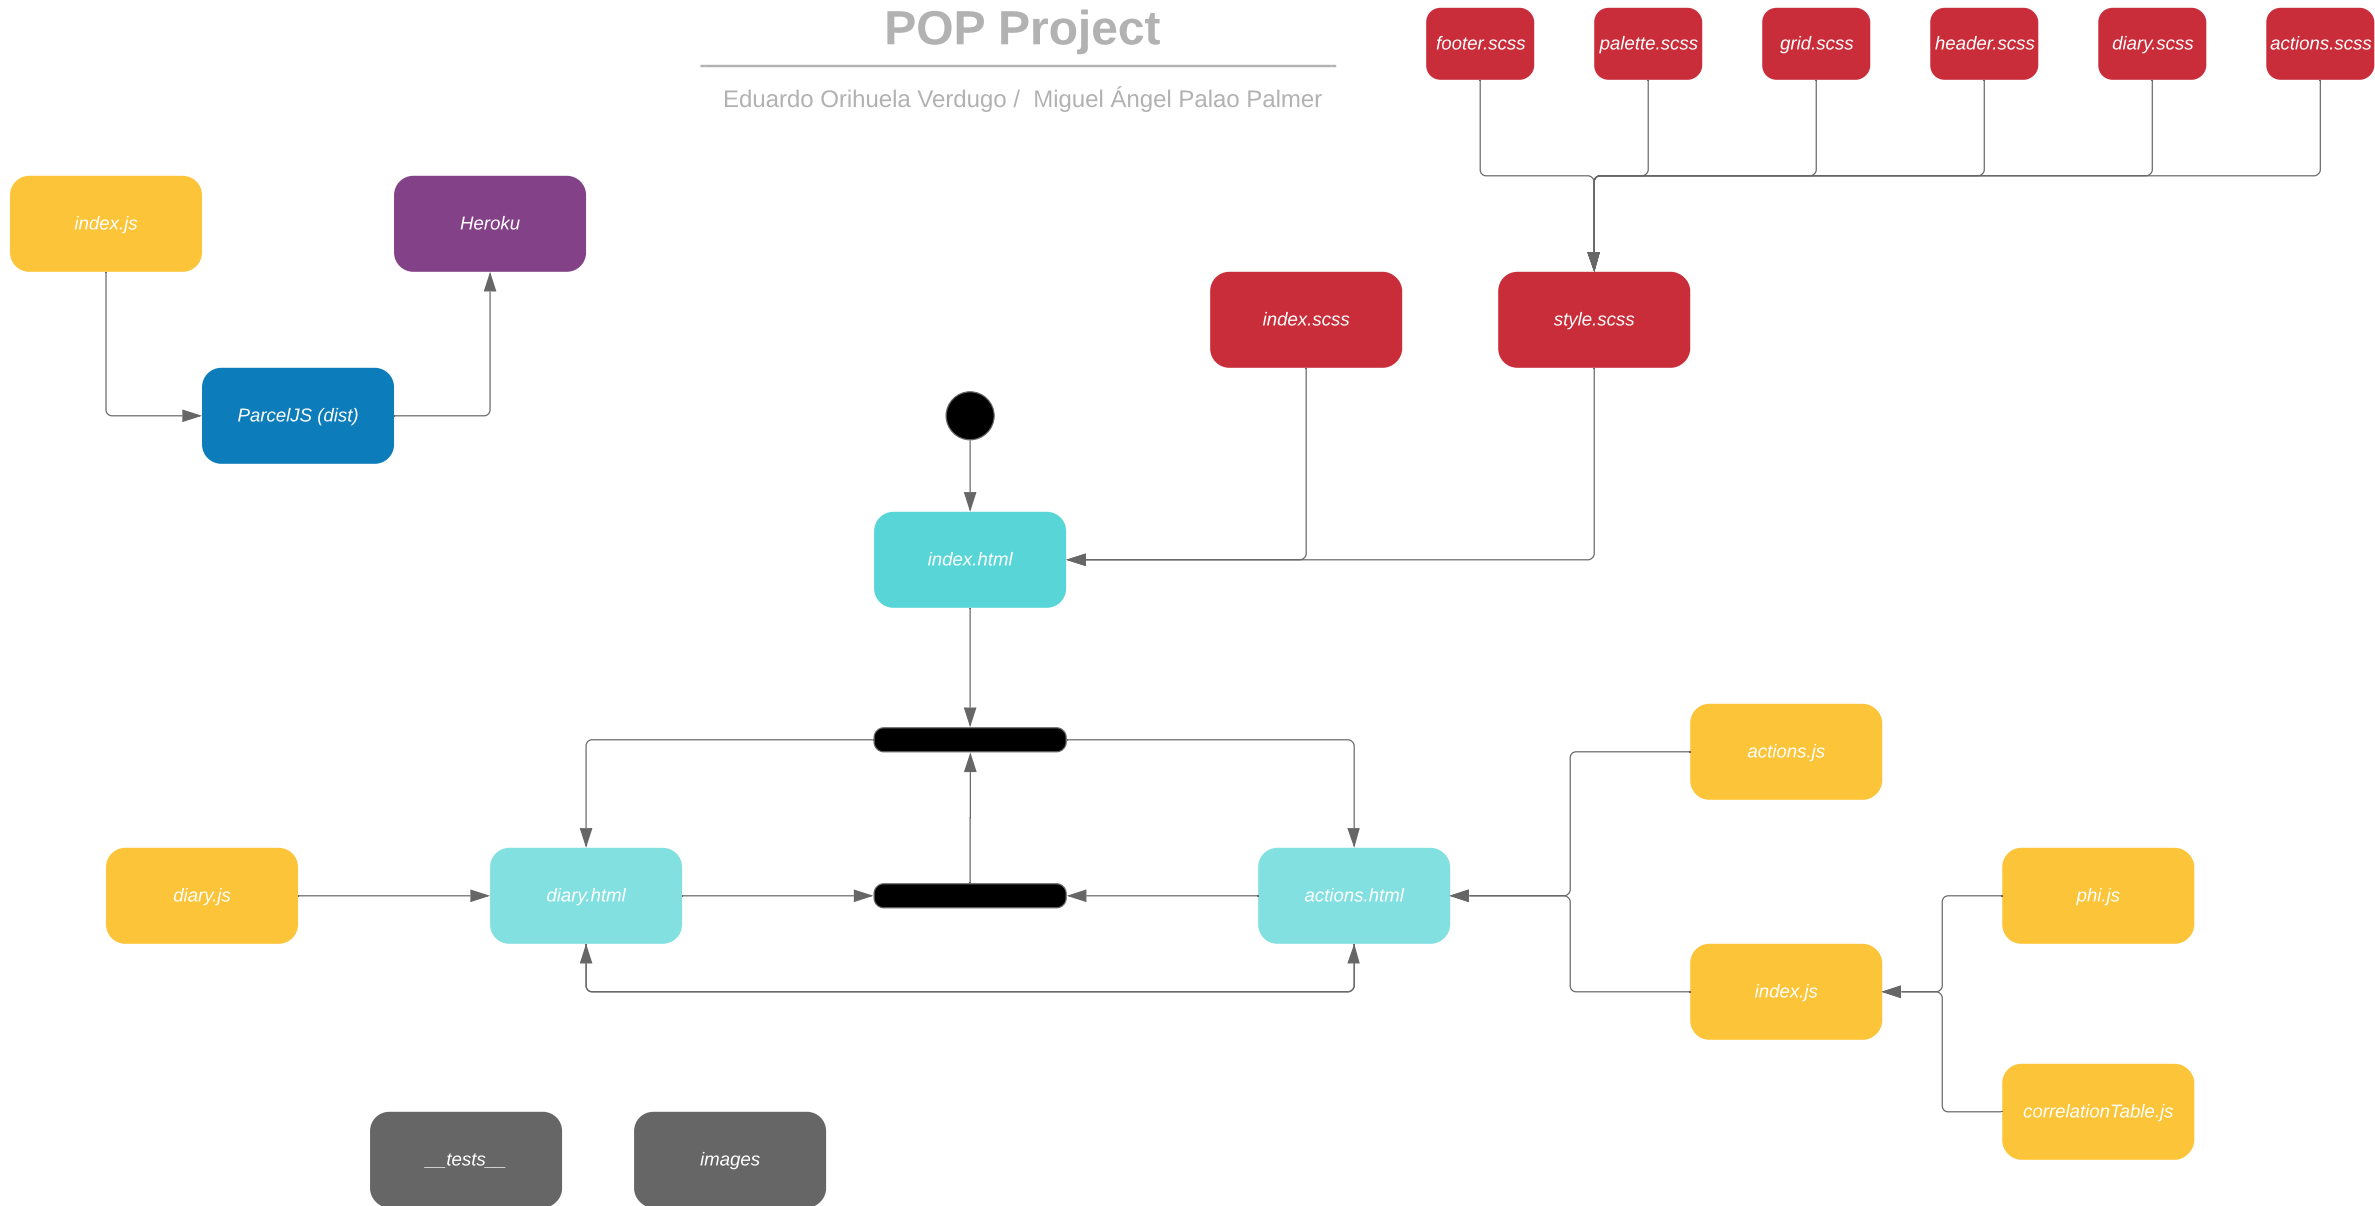 POP Project
Eduardo Orihuela Verdugo /  Miguel Ángel Palao Palmer
footer.scss
palette.scss
grid.scss
header.scss
diary.scss
actions.scss
index.js
Heroku
index.scss
style.scss
ParcelJS (dist)
index.html
actions.js
diary.js
diary.html
actions.html
phi.js
index.js
correlationTable.js
__tests__
images